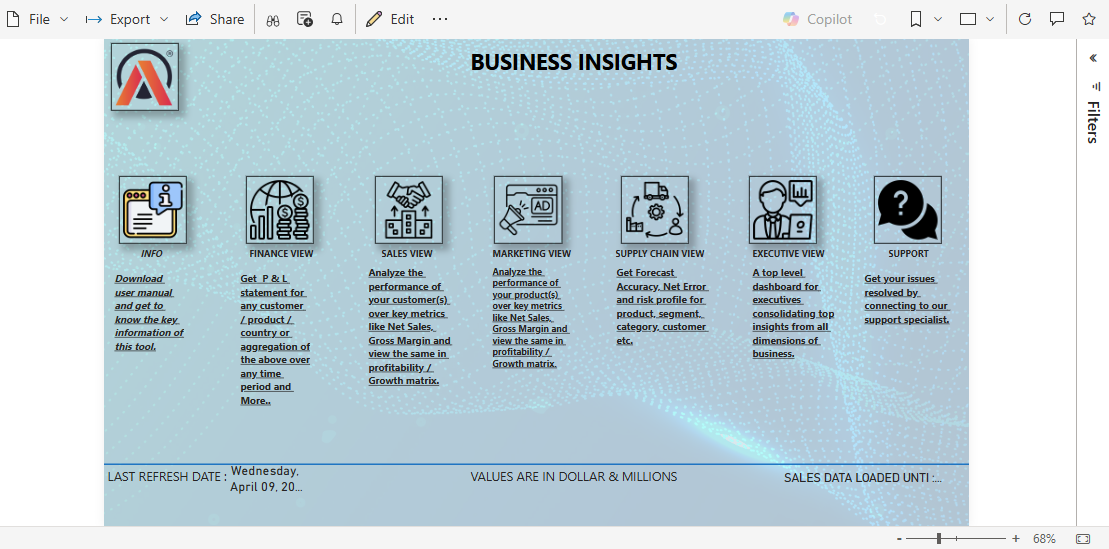 File Export Share Edit ··· Copilot
®
BUSINESS INSIGHTS
Filters
i
$
$
AD
?
INFO
Download
user manual
and get to
know the key
information of
this tool.
FINANCE VIEW
Get P & L
statement for
any customer
/ product /
country or
aggregation of
the above over
any time
period and
More..
SALES VIEW
Analyze the
performance of
your customer(s)
over key metrics
like Net Sales,
Gross Margin and
view the same in
profitability /
Growth matrix.
MARKETING VIEW
Analyze the
performance of
your product(s)
over key metrics
like Net Sales,
Gross Margin and
view the same in
profitability /
Growth matrix.
SUPPLY CHAIN VIEW
Get Forecast
Accuracy, Net Error
and risk profile for
product, segment,
category, customer
etc.
EXECUTIVE VIEW
A top level
dashboard for
executives
consolidating top
insights from all
dimensions of
business.
SUPPORT
Get your issues
resolved by
connecting to our
support specialist.
LAST REFRESH DATE :
Wednesday,
April 09, 20...
VALUES ARE IN DOLLAR & MILLIONS
SALES DATA LOADED UNTI :...
- + 68%